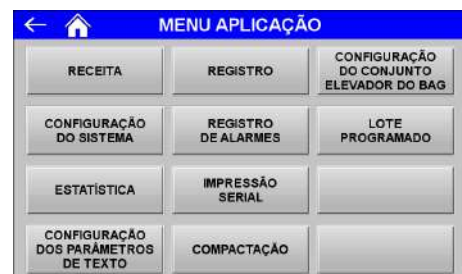 MENU APLICAÇÃO
RECEITA
REGISTRO
CONFIGURAÇÃO
DO CONJUNTO
ELEVADOR DO BAG
CONFIGURAÇÃO
DO SISTEMA
REGISTRO
DE ALARMES
LOTE
PROGRAMADO
ESTATÍSTICA
IMPRESSÃO
SERIAL
CONFIGURAÇÃO
DOS PARÂMETROS
DE TEXTO
COMPACTAÇÃO